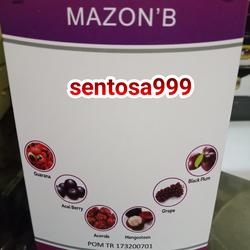 MAZON'B
sentosa999
Guarana
Acai Berry
Acerola
Mangosteen
Grape
Black Plum
POM TR 173200701